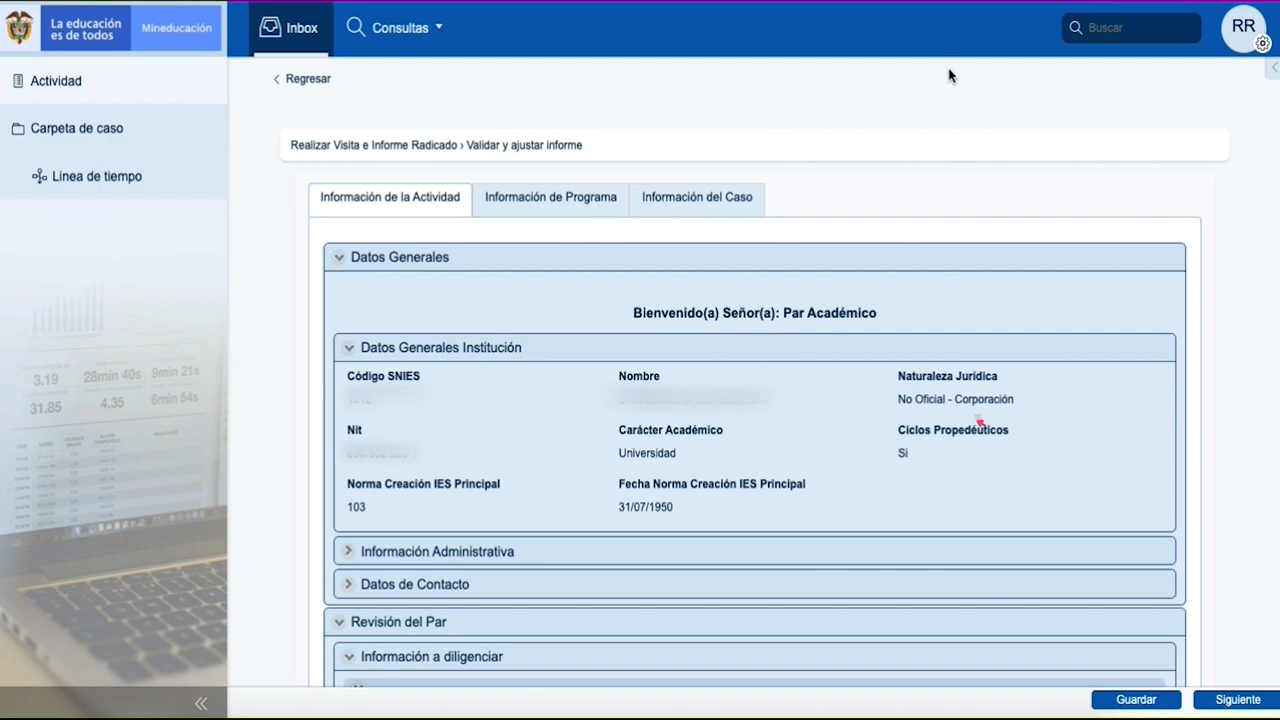 La educación
es de todos
Mineducación
Inbox
Consultas
Buscar
RR
Actividad
Regresar
Carpeta de caso
Realizar Visita e Informe Radicado › Validar y ajustar informe
Linea de tiempo
Información de la Actividad
Información de Programa
Información del Caso
Datos Generales
Bienvenido(a) Señor(a): Par Académico
Datos Generales Institución
Código SNIES
Nombre
Naturaleza Jurídica
No Oficial - Corporación
Nit
Carácter Académico
Ciclos Propedéuticos
Universidad
Si
Norma Creación IES Principal
Fecha Norma Creación IES Principal
103
31/07/1950
Información Administrativa
Datos de Contacto
Revisión del Par
Información a diligenciar
Guardar
Siguiente
3.19
28min 40s
9min 21s
31.85
4.35
6min 54s